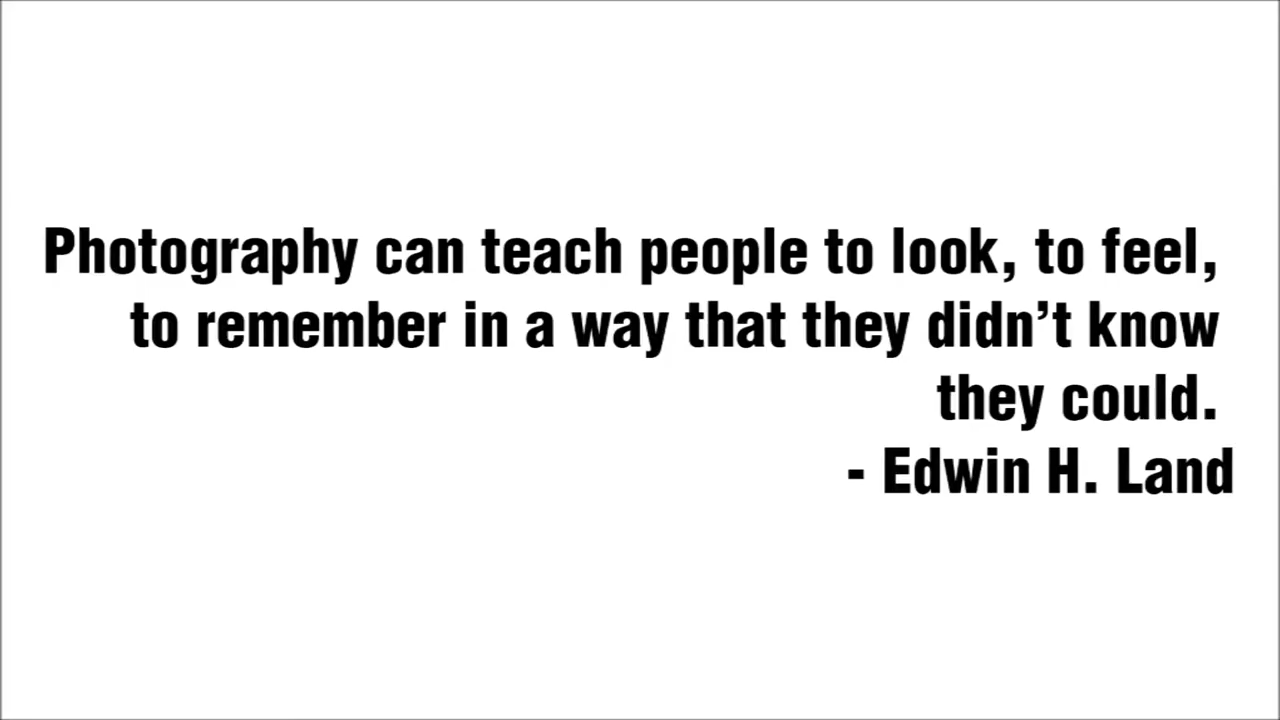 Photography can teach people to look, to feel,
to remember in a way that they didn’t know
they could.
- Edwin H. Land